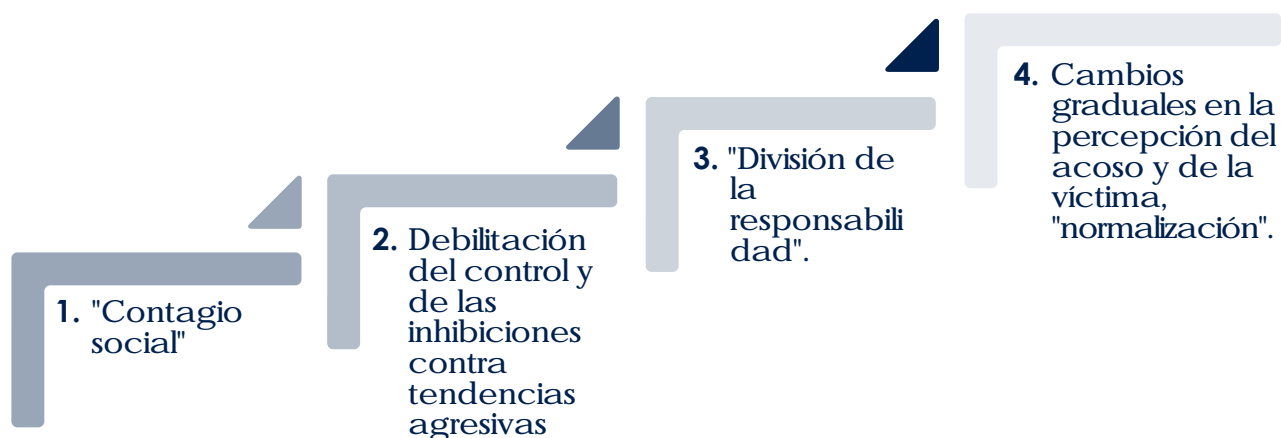 1. "Contagio
social"
2. Debilitación
del control y
de las
inhibiciones
contra
tendencias
agresivas
3. "División de
la
responsabili
dad".
4. Cambios
graduales en la
percepción del
acoso y de la
víctima,
"normalización".